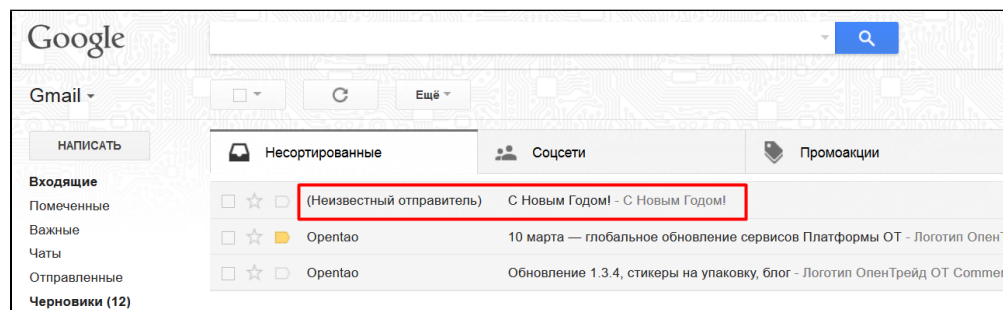 Google
Gmail
Ещё
НАПИСАТЬ
Несортированные Соцсети Промоакции
Входящие
Помеченные
Важные
Чаты
Отправленные
Черновики (12)
(Неизвестный отправитель) С Новым Годом! - С Новым Годом!
Opentao 10 марта — глобальное обновление сервисов Платформы ОТ - Логотип Опен
Opentao Обновление 1.3.4, стикеры на упаковку, блог - Логотип ОпенТрейд ОТ Commer